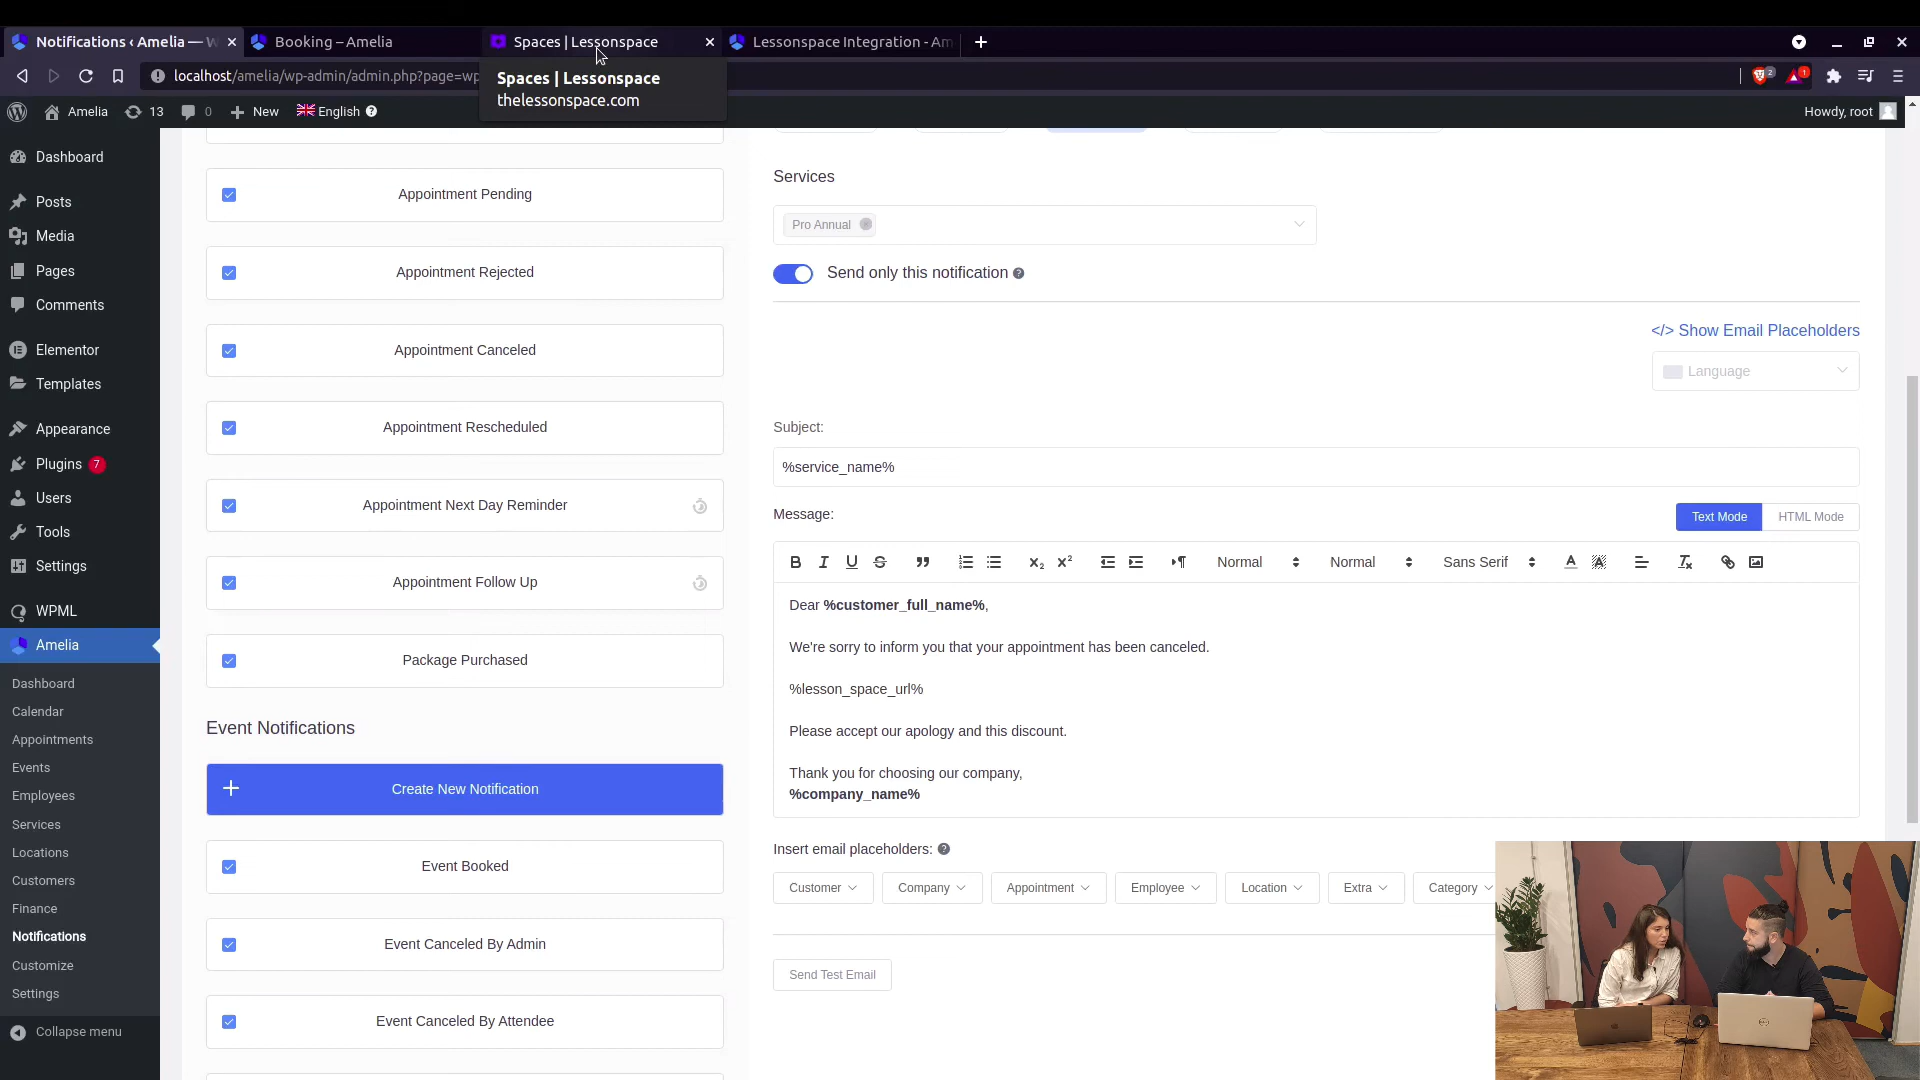 Notifications ‹ Amelia — W
Booking – Amelia
Spaces | Lessonspace
Lessonspace Integration - Am
localhost/amelia/wp-admin/admin.php?page=wp
Spaces | Lessonspace
thelessonspace.com
2
1
Amelia
13
0
New
English
Howdy, root
Dashboard
Posts
Media
Pages
Comments
Elementor
Templates
Appearance
Plugins 7
Users
Tools
Settings
WPML
Amelia
Dashboard
Calendar
Appointments
Events
Employees
Services
Locations
Customers
Finance
Notifications
Customize
Settings
Collapse menu
Appointment Pending
Appointment Rejected
Appointment Canceled
Appointment Rescheduled
Appointment Next Day Reminder
Appointment Follow Up
Package Purchased
Event Notifications
Create New Notification
Event Booked
Event Canceled By Admin
Event Canceled By Attendee
Services
Pro Annual
Send only this notification
</> Show Email Placeholders
Language
Subject:
%service_name%
Message:
Text Mode
HTML Mode
Normal
Normal
Sans Serif
Dear %customer_full_name%,
We're sorry to inform you that your appointment has been canceled.
%lesson_space_url%
Please accept our apology and this discount.
Thank you for choosing our company,
%company_name%
Insert email placeholders:
Customer
Company
Appointment
Employee
Location
Extra
Category
Send Test Email